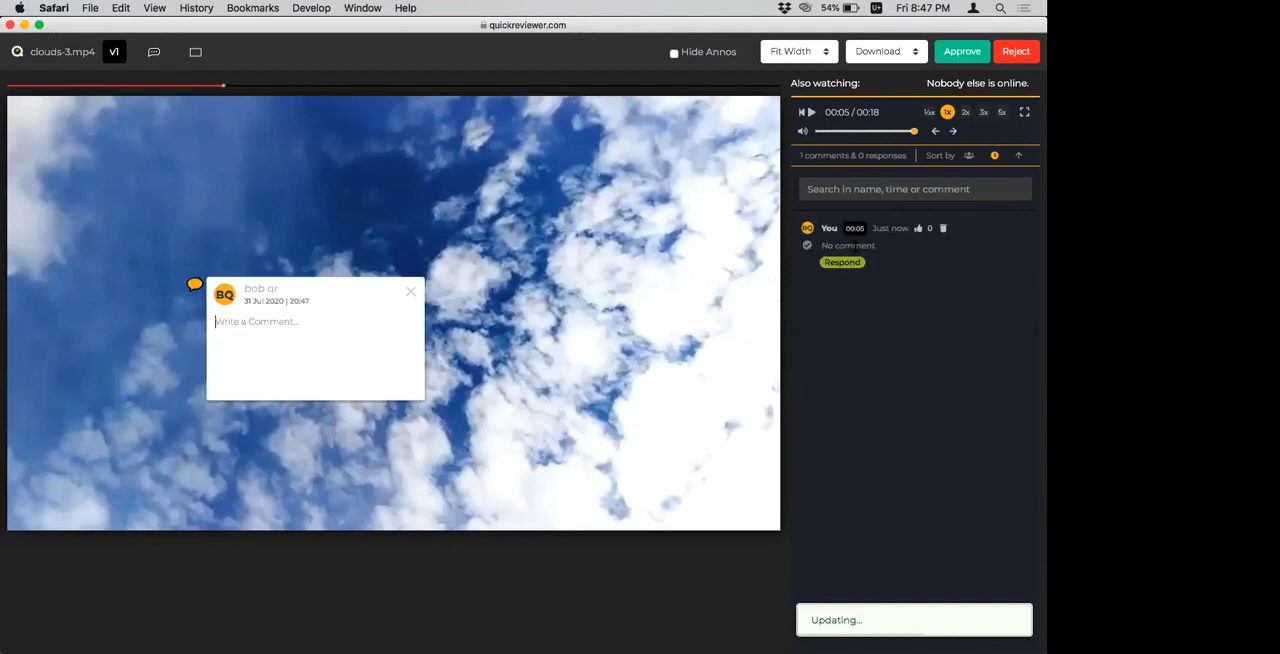 Safari File Edit View History Bookmarks Develop Window Help 54% Fri 8:47 PM
quickreviewer.com
clouds-3.mp4 v1 Hide Annos Fit Width Download Approve Reject
Also watching: Nobody else is online.
00:05 / 00:18 ½x 1x 2x 3x 5x
1 comments & 0 responses Sort by
Search in name, time or comment
BQ You 00:05 Just now 0
No comment.
Respond
BQ bob qr
31 Jul 2020 | 20:47
Write a Comment...
Updating...